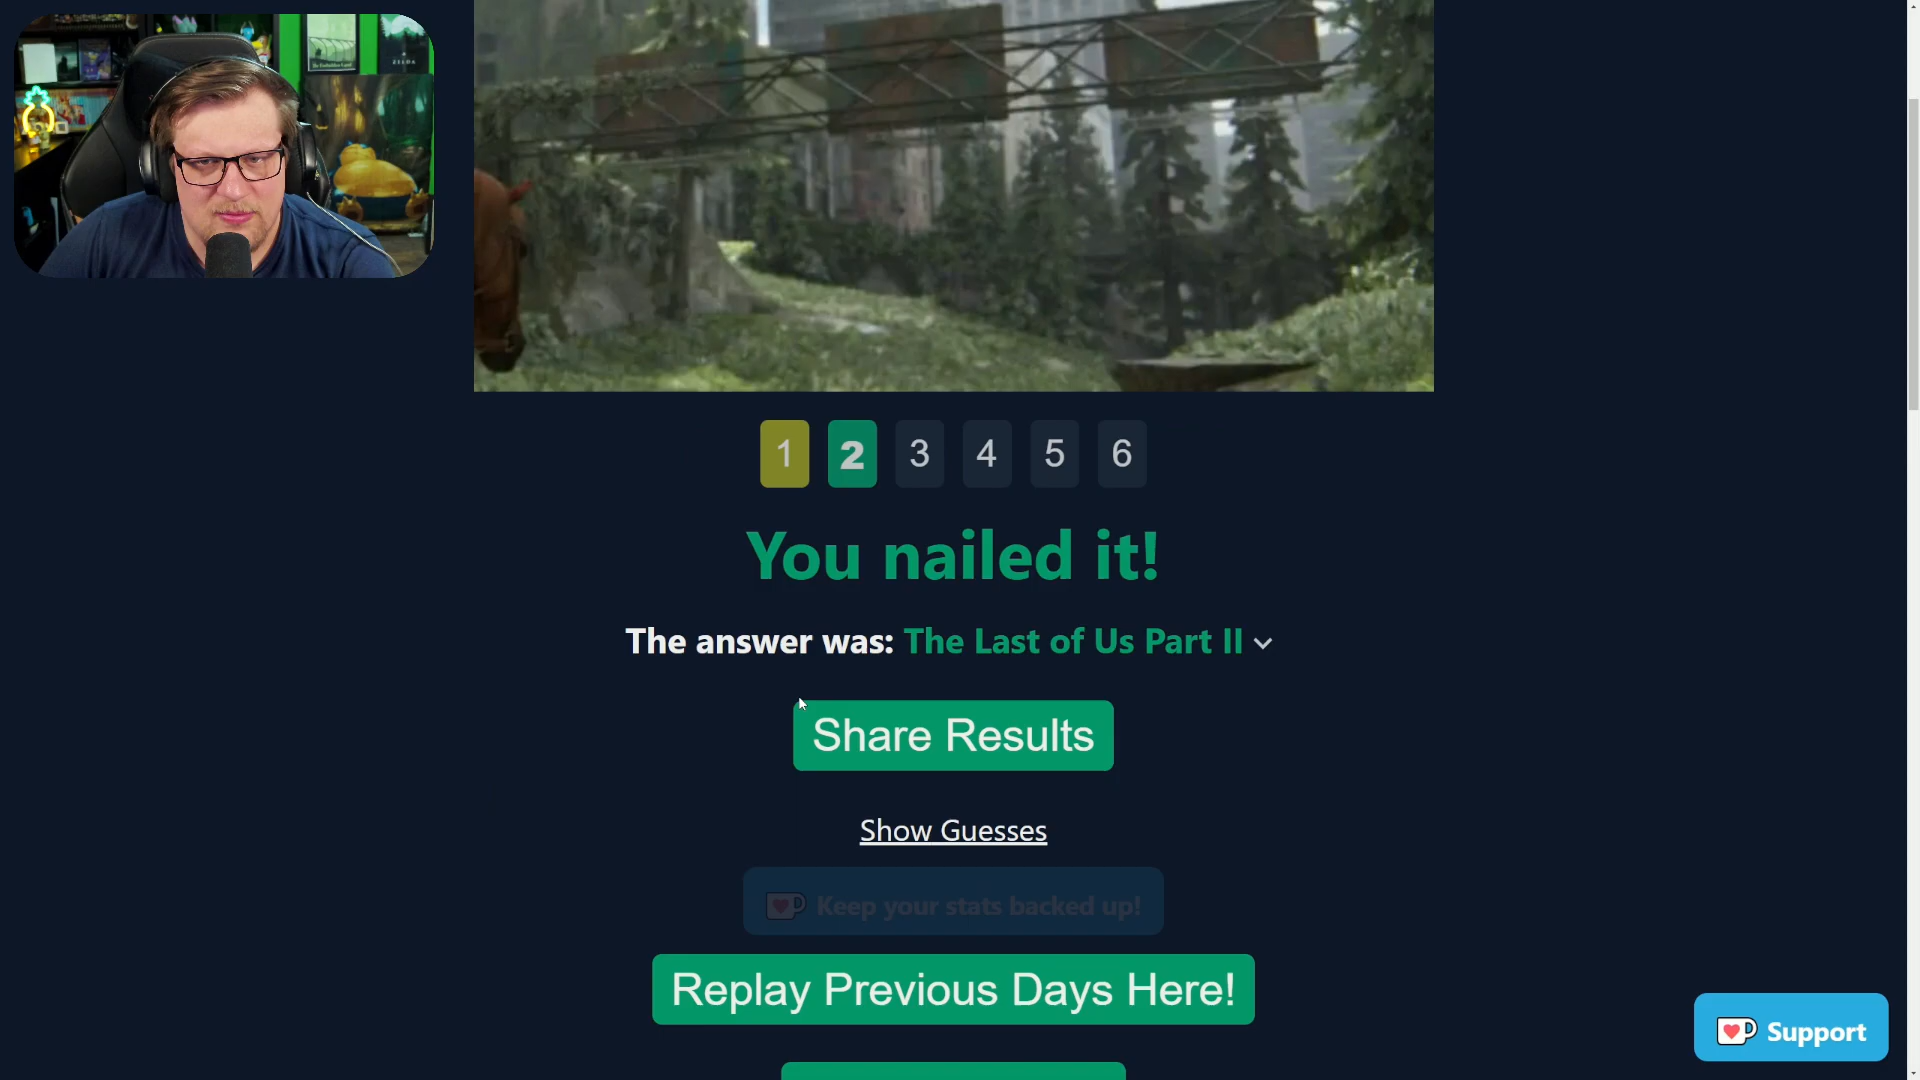 ZELDA
1 2 3 4 5 6
You nailed it!
The answer was: The Last of Us Part II
Share Results
Show Guesses
Keep your stats backed up!
Replay Previous Days Here!
Support